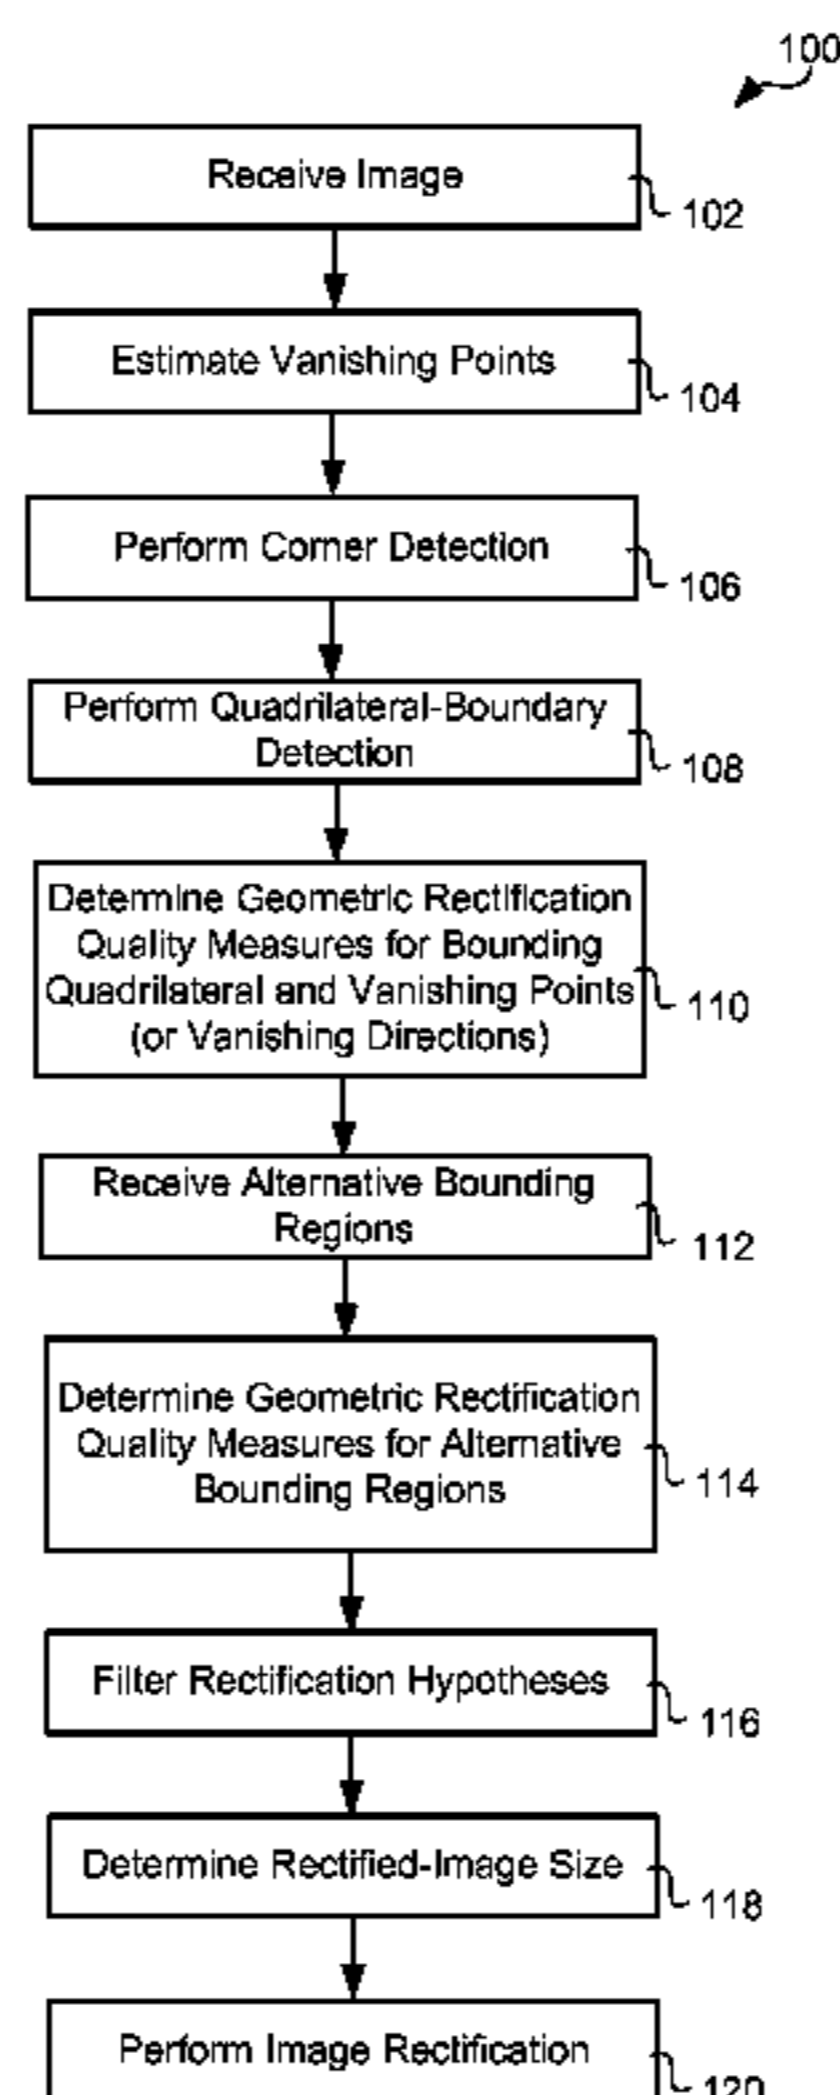 100
Receive Image
102
Estimate Vanishing Points
104
Perform Corner Detection
106
Perform Quadrilateral-Boundary
Detection
108
Determine Geometric Rectification
Quality Measures for Bounding
Quadrilateral and Vanishing Points
(or Vanishing Directions)
110
Receive Alternative Bounding
Regions
112
Determine Geometric Rectification
Quality Measures for Alternative
Bounding Regions
114
Filter Rectification Hypotheses
116
Determine Rectified-Image Size
118
Perform Image Rectification
120